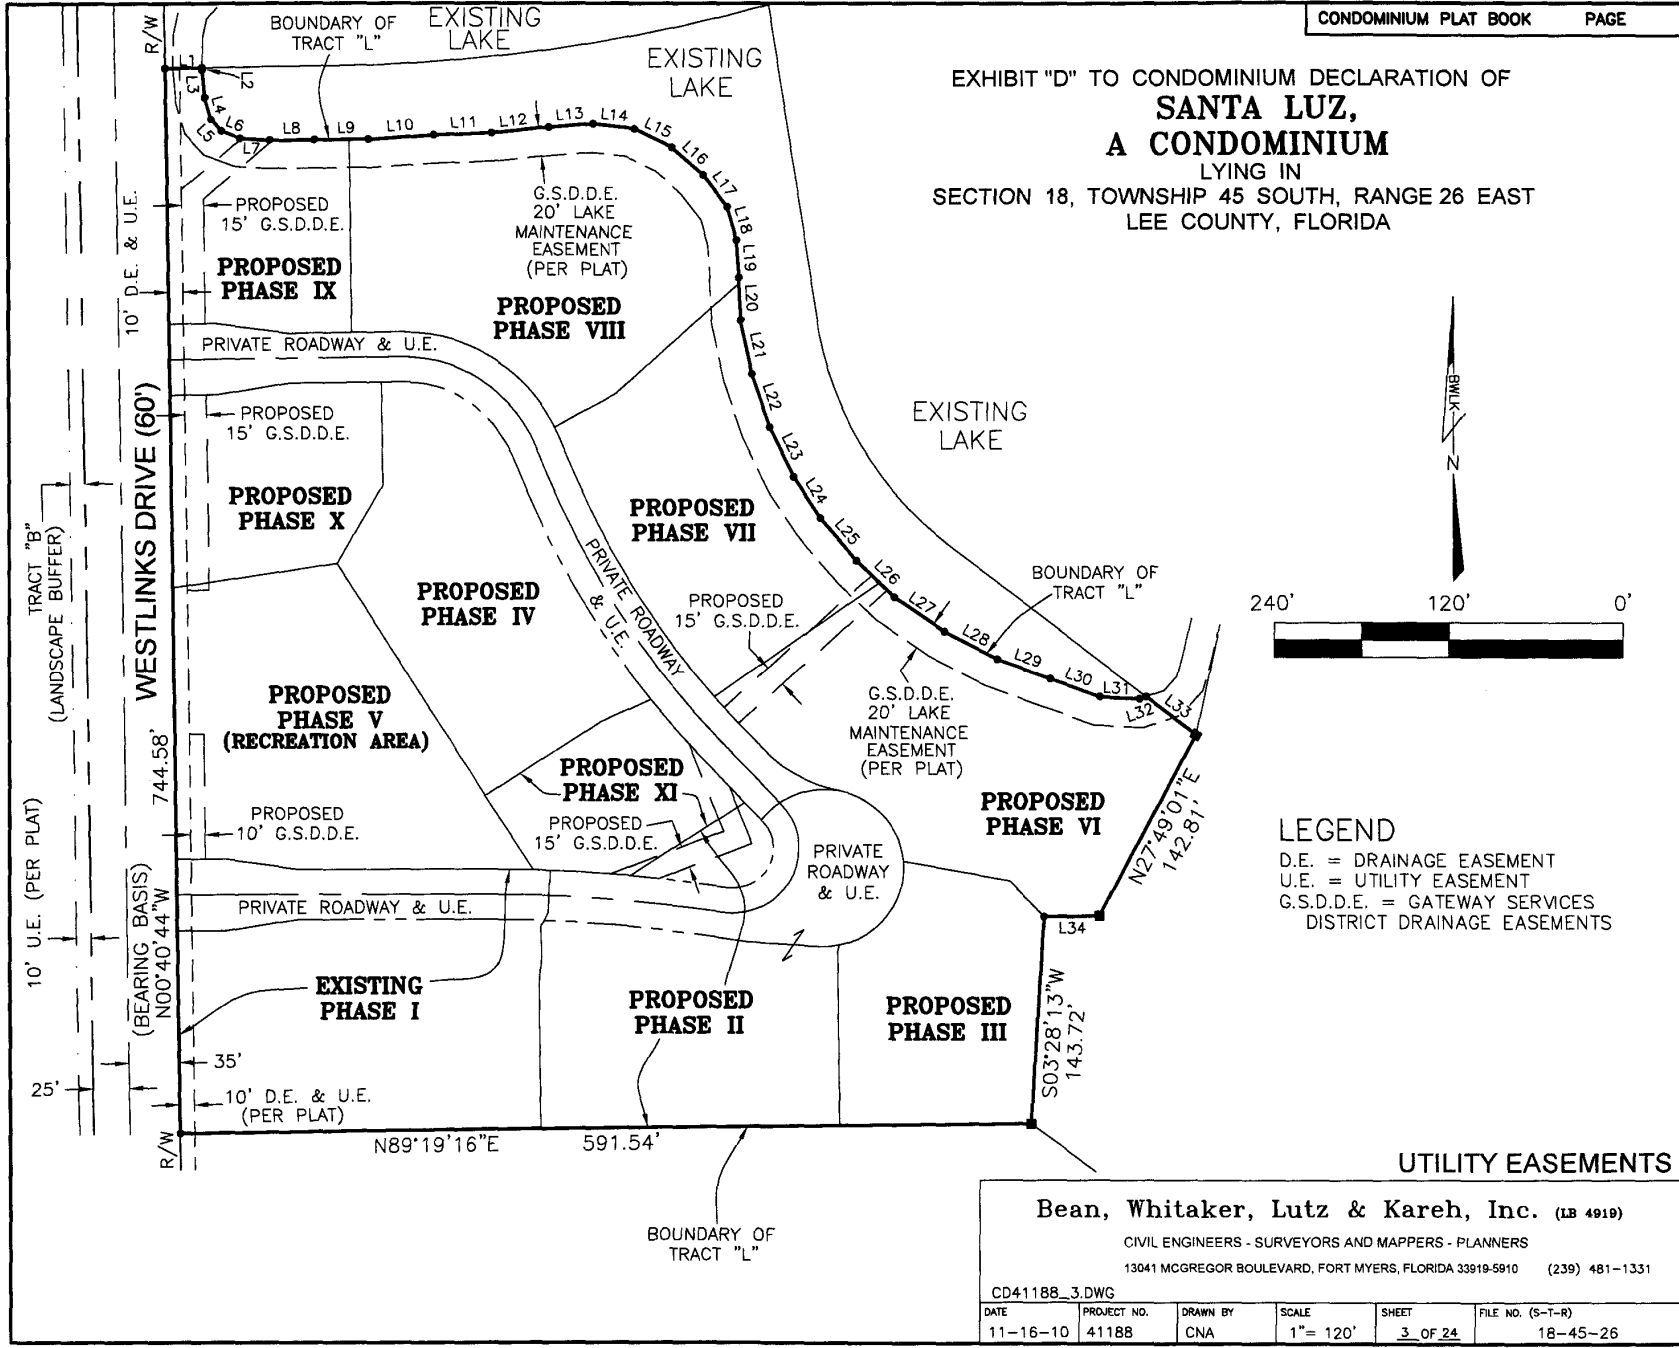 CONDOMINIUM PLAT BOOK PAGE
EXHIBIT "D" TO CONDOMINIUM DECLARATION OF
SANTA LUZ,
A CONDOMINIUM
LYING IN
SECTION 18, TOWNSHIP 45 SOUTH, RANGE 26 EAST
LEE COUNTY, FLORIDA
R/W
BOUNDARY OF
TRACT "L"
EXISTING
LAKE
EXISTING
LAKE
L1
L2
L3
L4
L5
L6
L7
L8
L9
L10
L11
L12
L13
L14
L15
L16
L17
L18
L19
L20
L21
L22
L23
L24
L25
L26
L27
L28
L29
L30
L31
L32
L33
L34
10' D.E. & U.E.
PROPOSED
15' G.S.D.D.E.
PROPOSED
PHASE IX
G.S.D.D.E.
20' LAKE
MAINTENANCE
EASEMENT
(PER PLAT)
PROPOSED
PHASE VIII
PRIVATE ROADWAY & U.E.
PROPOSED
15' G.S.D.D.E.
EXISTING
LAKE
BWLK
N
240' 120' 0'
WESTLINKS DRIVE (60')
TRACT "B"
(LANDSCAPE BUFFER)
PROPOSED
PHASE X
PROPOSED
PHASE VII
PRIVATE ROADWAY
& U.E.
PROPOSED
PHASE IV
PROPOSED
15' G.S.D.D.E.
BOUNDARY OF
TRACT "L"
PROPOSED
PHASE V
(RECREATION AREA)
G.S.D.D.E.
20' LAKE
MAINTENANCE
EASEMENT
(PER PLAT)
744.58'
PROPOSED
PHASE XI
PROPOSED
10' G.S.D.D.E.
PROPOSED
15' G.S.D.D.E.
PROPOSED
PHASE VI
N27°49'01"E
142.81'
LEGEND
D.E. = DRAINAGE EASEMENT
U.E. = UTILITY EASEMENT
G.S.D.D.E. = GATEWAY SERVICES
DISTRICT DRAINAGE EASEMENTS
10' U.E. (PER PLAT)
(BEARING BASIS)
N00°40'44"W
PRIVATE
ROADWAY
& U.E.
PRIVATE ROADWAY & U.E.
EXISTING
PHASE I
PROPOSED
PHASE II
PROPOSED
PHASE III
S03°28'13"W
143.72'
35'
25'
10' D.E. & U.E.
(PER PLAT)
R/W
N89°19'16"E 591.54'
BOUNDARY OF
TRACT "L"
UTILITY EASEMENTS
Bean, Whitaker, Lutz & Kareh, Inc. (LB 4919)
CIVIL ENGINEERS - SURVEYORS AND MAPPERS - PLANNERS
13041 MCGREGOR BOULEVARD, FORT MYERS, FLORIDA 33919-5910 (239) 481-1331
CD41188_3.DWG
DATE PROJECT NO. DRAWN BY SCALE SHEET FILE NO. (S-T-R)
11-16-10 41188 CNA 1"= 120' 3 OF 24 18-45-26